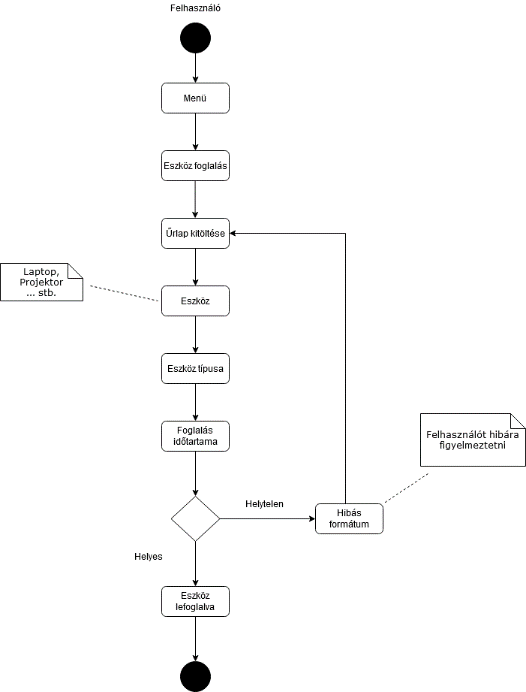 Felhasználó
Menü
Eszköz foglalás
Űrlap kitöltése
Laptop,
Projektor
... stb.
Eszköz
Eszköz típusa
Foglalás
időtartama
Felhasználót hibára
figyelmeztetni
Helytelen
Hibás
formátum
Helyes
Eszköz
lefoglalva